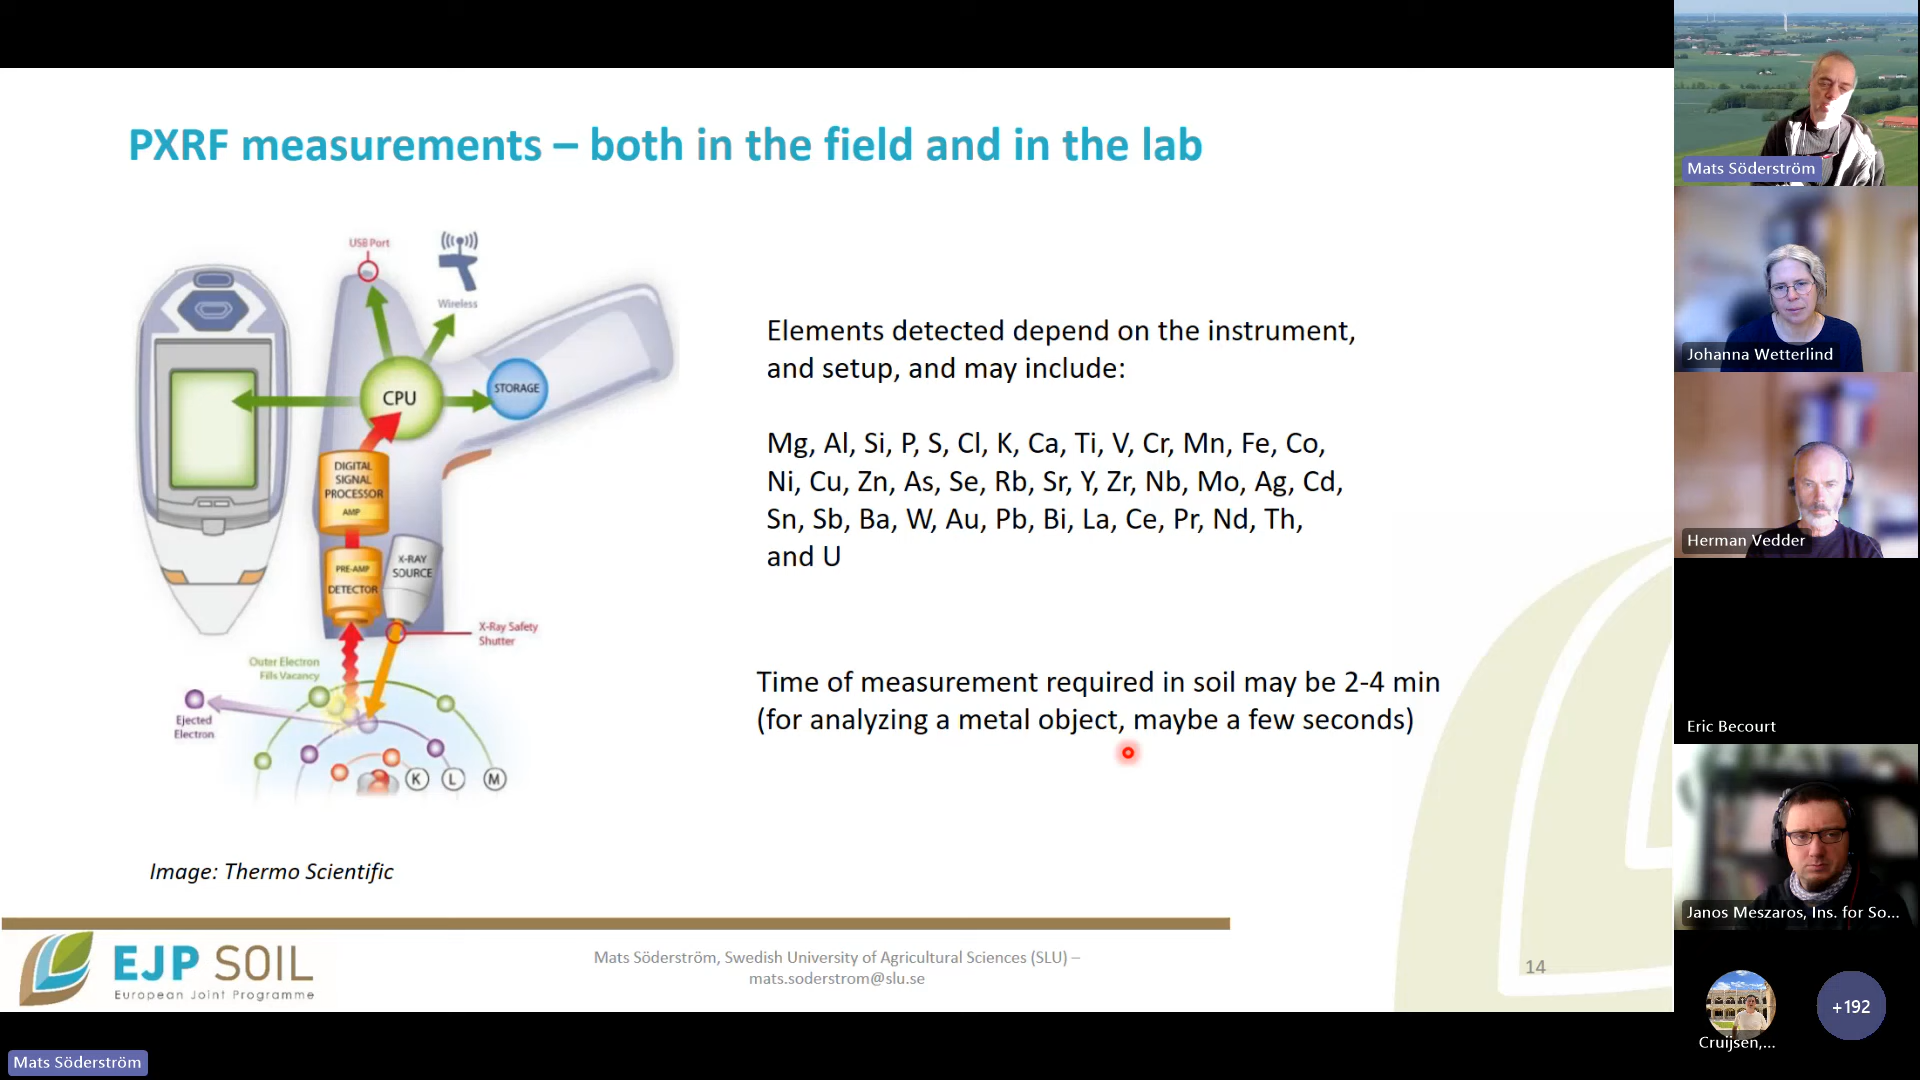 PXRF measurements – both in the field and in the lab
USB Port
Wireless
CPU
STORAGE
DIGITAL
SIGNAL
PROCESSOR
AMP
PRE-AMP
DETECTOR
X-RAY
SOURCE
X-Ray Safety
Shutter
Outer Electron
Fills Vacancy
Ejected
Electron
K L M
Image: Thermo Scientific
Elements detected depend on the instrument,
and setup, and may include:
Mg, Al, Si, P, S, Cl, K, Ca, Ti, V, Cr, Mn, Fe, Co,
Ni, Cu, Zn, As, Se, Rb, Sr, Y, Zr, Nb, Mo, Ag, Cd,
Sn, Sb, Ba, W, Au, Pb, Bi, La, Ce, Pr, Nd, Th,
and U
Time of measurement required in soil may be 2-4 min
(for analyzing a metal object, maybe a few seconds)
EJP SOIL
European Joint Programme
Mats Söderström, Swedish University of Agricultural Sciences (SLU) –
mats.soderstrom@slu.se
14
Mats Söderström
Mats Söderström
Johanna Wetterlind
Herman Vedder
Eric Becourt
Janos Meszaros, Ins. for So...
Cruijsen,...
+192